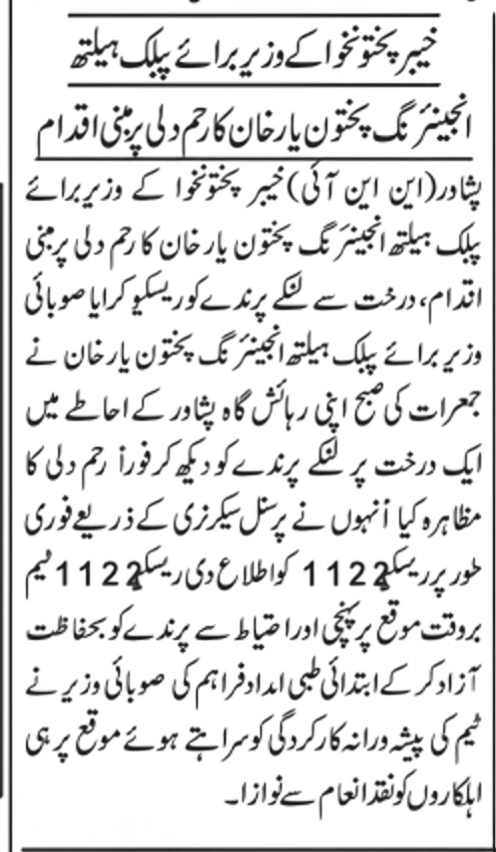 خیبر پختونخوا کے وزیر برائے پبلک ہیلتھ
انجینئرنگ پختون یار خان کا رحم دلی پر مبنی اقدام
پشاور(این این آئی)خیبر پختونخوا کے وزیر برائے
پبلک ہیلتھ انجینئرنگ پختون یار خان کا رحم دلی پر مبنی
اقدام، درخت سے لٹکے پرندے کو ریسکیو کرایا صوبائی
وزیر برائے پبلک ہیلتھ انجینئرنگ پختون یار خان نے
جمعرات کی صبح اپنی رہائش گاہ پشاور کے احاطے میں
ایک درخت پر لٹکے پرندے کو دیکھ کر فوراً رحم دلی کا
مظاہرہ کیا اُنہوں نے پرسنل سیکرٹری کے ذریعے فوری
طور پر ریسکیو 1122 کو اطلاع دی ریسکیو 1122 ٹیم
بروقت موقع پر پہنچی اور احتیاط سے پرندے کو بحفاظت
آزاد کر کے ابتدائی طبی امداد فراہم کی صوبائی وزیر نے
ٹیم کی پیشہ ورانہ کارکردگی کو سراہتے ہوئے موقع پر ہی
اہلکاروں کو نقد انعام سے نوازا۔